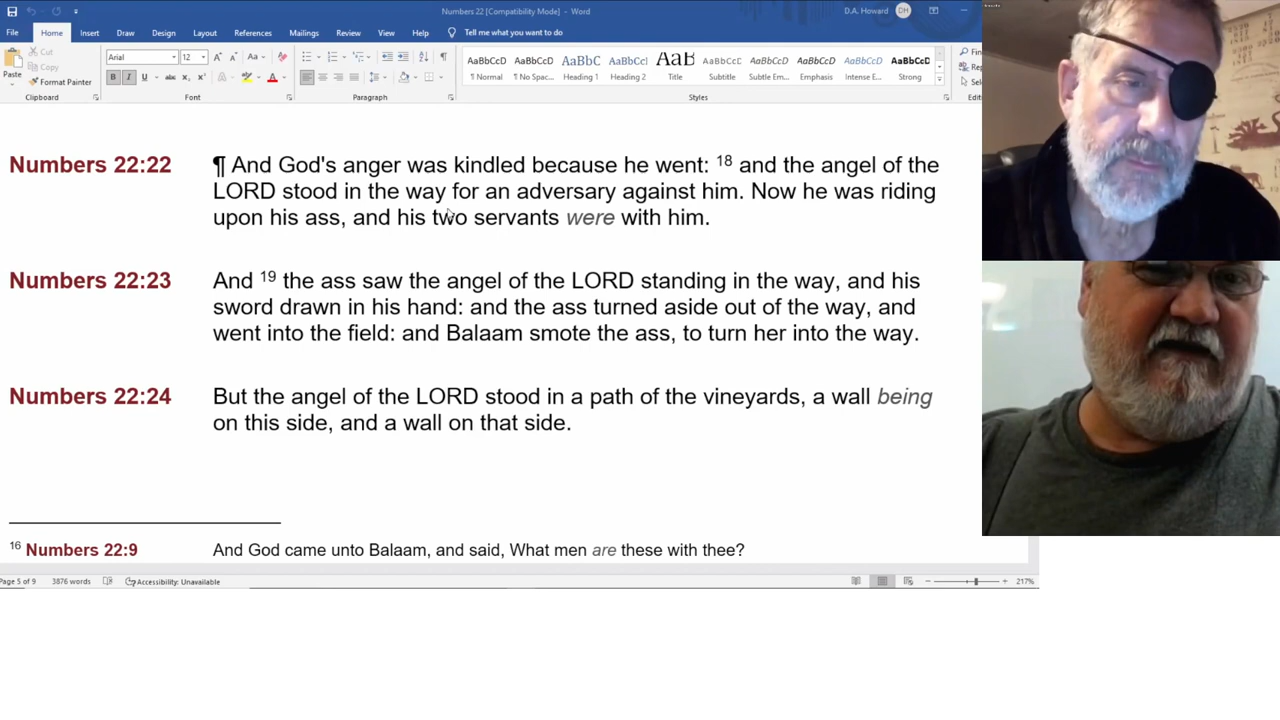 Numbers 22 [Compatibility Mode] - Word
D.A. Howard DH
File Home Insert Draw Design Layout References Mailings Review View Help Tell me what you want to do
Cut
Copy
Paste
Format Painter
Arial 12
AaBbCcD AaBbCcD AaBbC AaBbCcI AaB AaBbCcD AaBbCcD AaBbCcD AaBbCcD AaBbCcD
¶ Normal ¶ No Spac... Heading 1 Heading 2 Title Subtitle Subtle Em... Emphasis Intense E... Strong
Clipboard Font Paragraph Styles
Numbers 22:22 ¶ And God's anger was kindled because he went: 18 and the angel of the
LORD stood in the way for an adversary against him. Now he was riding
upon his ass, and his two servants were with him.
Numbers 22:23 And 19 the ass saw the angel of the LORD standing in the way, and his
sword drawn in his hand: and the ass turned aside out of the way, and
went into the field: and Balaam smote the ass, to turn her into the way.
Numbers 22:24 But the angel of the LORD stood in a path of the vineyards, a wall being
on this side, and a wall on that side.
16 Numbers 22:9 And God came unto Balaam, and said, What men are these with thee?
Page 5 of 9 3876 words Accessibility: Unavailable 217%